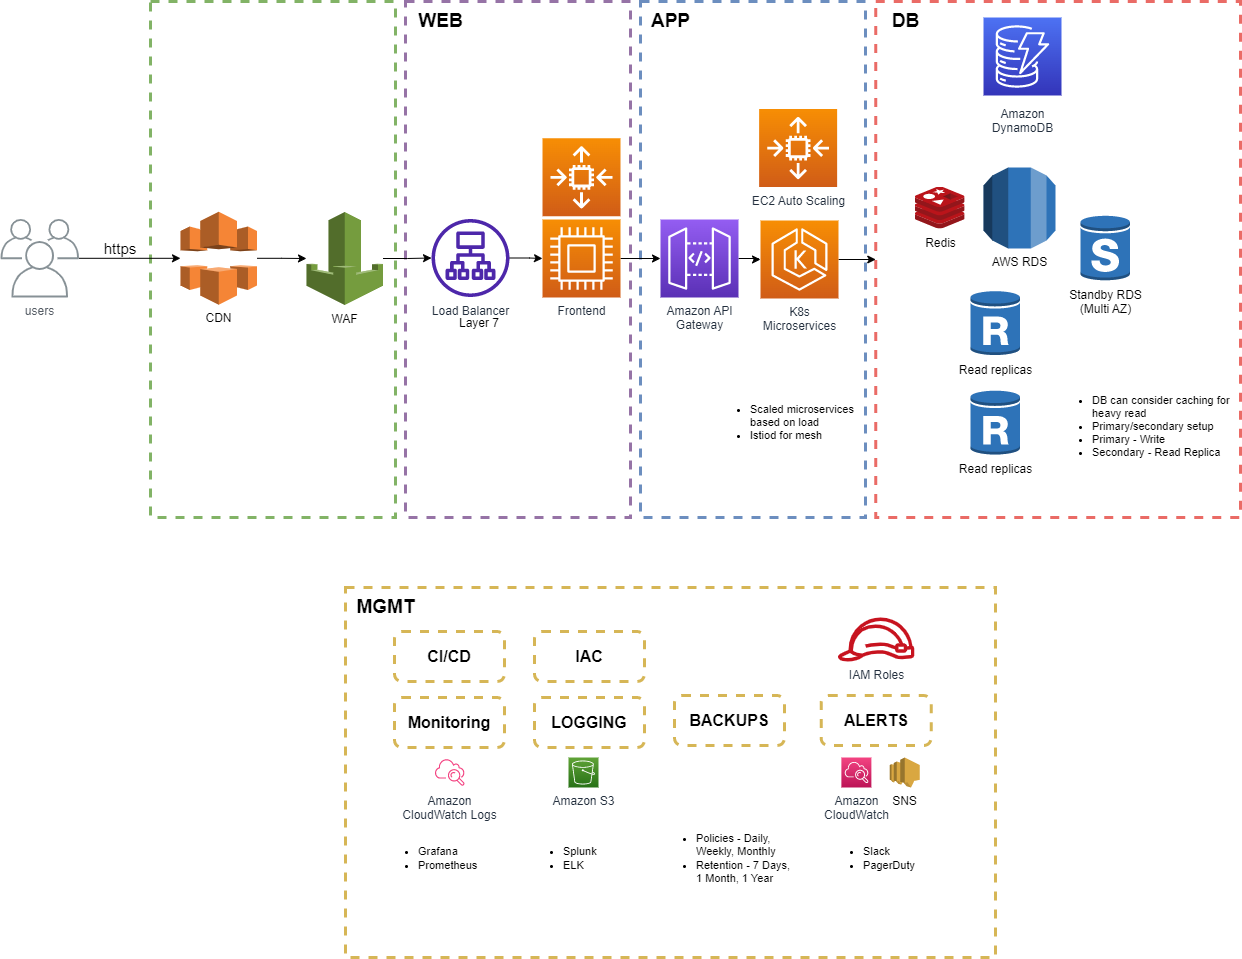 WEB
APP
DB
Amazon
DynamoDB
EC2 Auto Scaling
https
Redis
AWS RDS
S
users
CDN
WAF
Load Balancer
Layer 7
Frontend
Amazon API
Gateway
K
K8s
Microservices
Standby RDS
(Multi AZ)
R
Read replicas
R
Read replicas
Scaled microservices
based on load
Istiod for mesh
DB can consider caching for
heavy read
Primary/secondary setup
Primary - Write
Secondary - Read Replica
MGMT
CI/CD
IAC
IAM Roles
Monitoring
LOGGING
BACKUPS
ALERTS
Amazon
CloudWatch Logs
Amazon S3
Amazon
CloudWatch
SNS
Grafana
Prometheus
Splunk
ELK
Policies - Daily,
Weekly, Monthly
Retention - 7 Days,
1 Month, 1 Year
Slack
PagerDuty